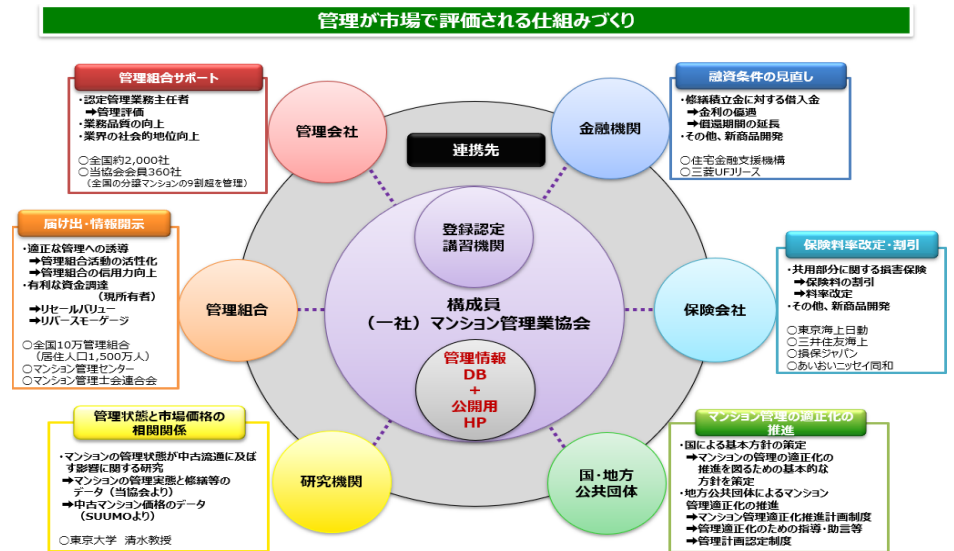 管理が市場で評価される仕組みづくり
管理組合サポート
・認定管理業務主任者
➡管理評価
・業務品質の向上
・業界の社会的地位向上
○全国約2,000社
○当協会会員360社
（全国の分譲マンションの9割超を管理）
管理会社
連携先
金融機関
融資条件の見直し
・修繕積立金に対する借入金
➡金利の優遇
➡償還期間の延長
・その他、新商品開発
○住宅金融支援機構
○三菱UFJリース
届け出・情報開示
・適正な管理への誘導
➡管理組合活動の活性化
➡管理組合の信用力向上
・有利な資金調達
（現所有者）
➡リセールバリュー
➡リバースモーゲージ
○全国10万管理組合
（居住人口1,500万人）
○マンション管理センター
○マンション管理士会連合会
管理組合
登録認定
講習機関
構成員
（一社）マンション管理業協会
管理情報
DB
+
公開用
HP
保険会社
保険料率改定・割引
・共用部分に関する損害保険
➡保険料の割引
➡料率改定
・その他、新商品開発
○東京海上日動
○三井住友海上
○損保ジャパン
○あいおいニッセイ同和
管理状態と市場価格の
相関関係
・マンションの管理状態が中古流通に及ぼ
す影響に関する研究
➡マンションの管理実態と修繕等の
データ（当協会より）
➡中古マンション価格のデータ
（SUUMOより）
○東京大学 清水教授
研究機関
国・地方
公共団体
マンション管理の適正化の
推進
・国による基本方針の策定
➡マンションの管理の適正化の
推進を図るための基本的な
方針を策定
・地方公共団体によるマンション
管理適正化の推進
➡マンション管理適正化推進計画制度
➡管理適正化のための指導・助言等
➡管理計画認定制度